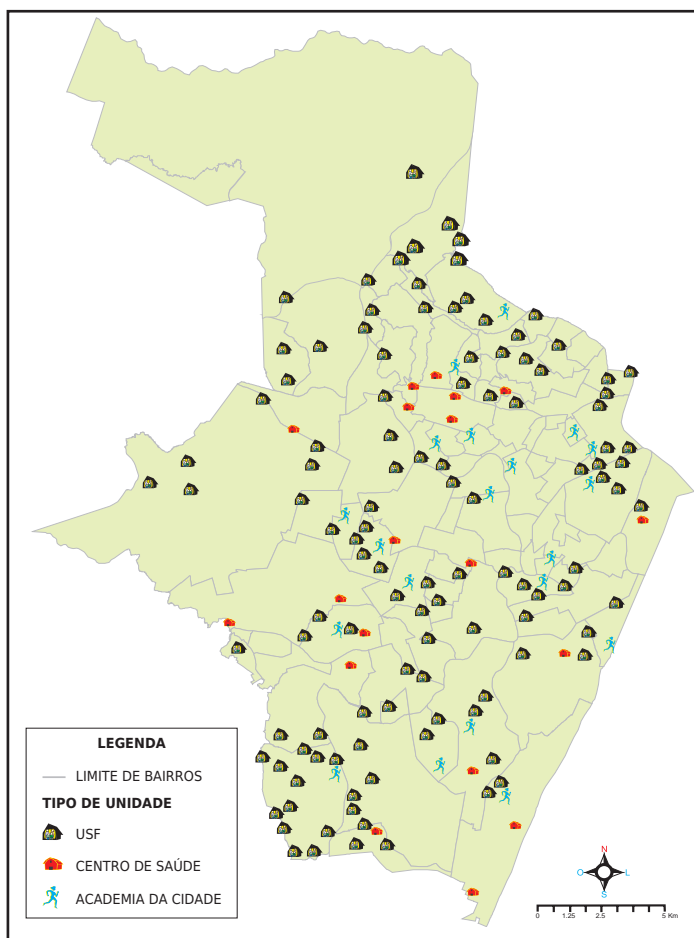 LEGENDA
LIMITE DE BAIRROS
TIPO DE UNIDADE
USF
CENTRO DE SAÚDE
ACADEMIA DA CIDADE
N
O
L
S
0 1.25 2.5 5 Km